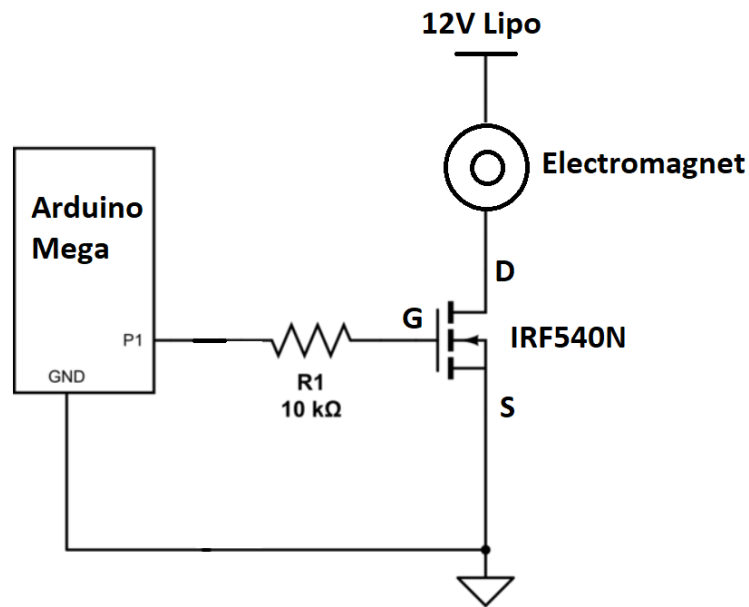 12V Lipo
Electromagnet
Arduino
Mega
D
G
IRF540N
P1
GND
R1
10 kΩ
S